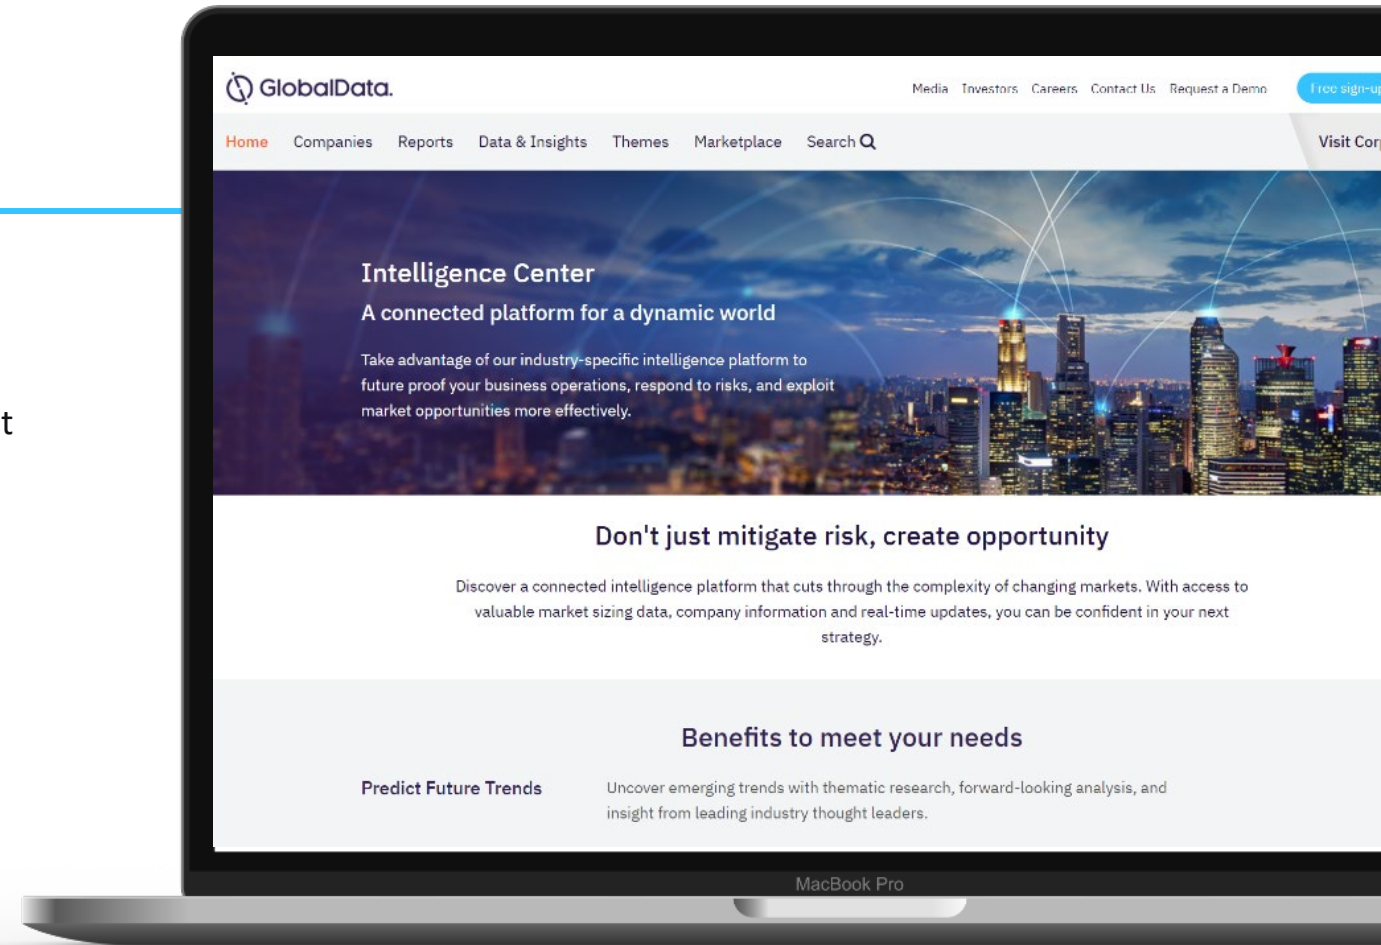 GlobalData.
Media Investors Careers Contact Us Request a Demo Free sign-up
Home Companies Reports Data & Insights Themes Marketplace Search
Visit Corp
Intelligence Center
A connected platform for a dynamic world
Take advantage of our industry-specific intelligence platform to
future proof your business operations, respond to risks, and exploit
market opportunities more effectively.
t
Don't just mitigate risk, create opportunity
Discover a connected intelligence platform that cuts through the complexity of changing markets. With access to
valuable market sizing data, company information and real-time updates, you can be confident in your next
strategy.
Benefits to meet your needs
Predict Future Trends
Uncover emerging trends with thematic research, forward-looking analysis, and
insight from leading industry thought leaders.
MacBook Pro